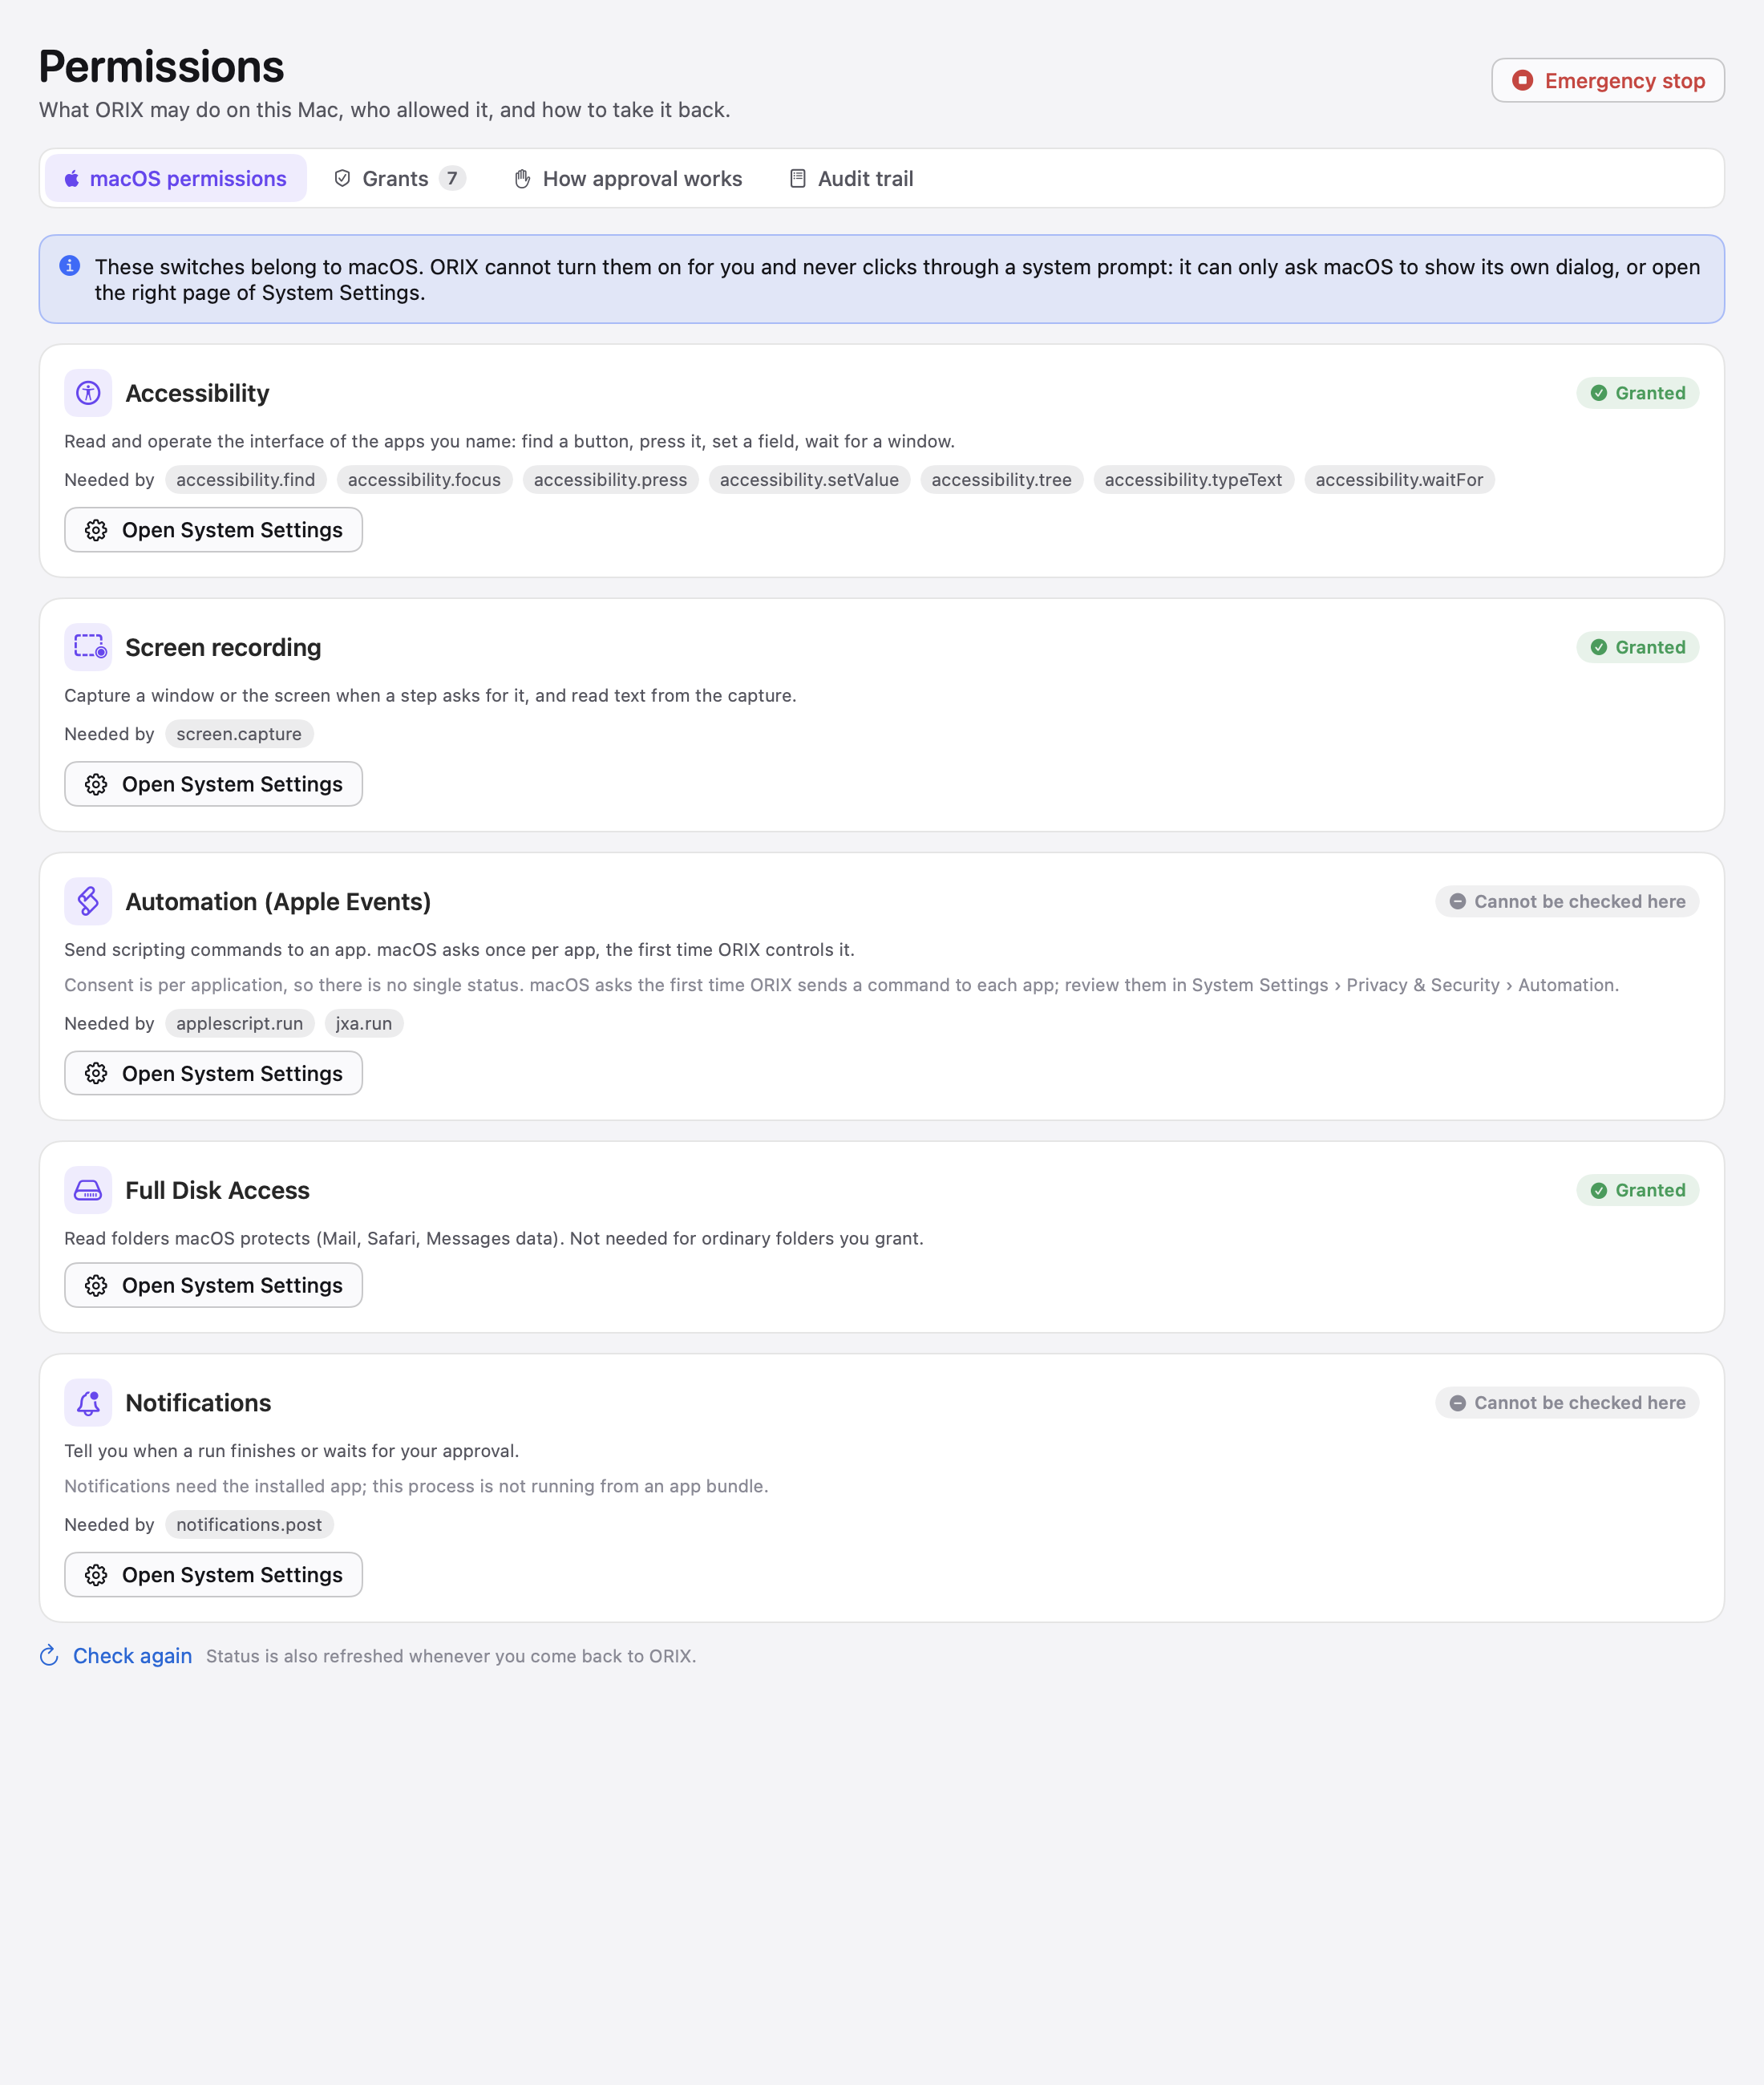 Permissions
What ORIX may do on this Mac, who allowed it, and how to take it back.
Emergency stop
macOS permissions
Grants 7
How approval works
Audit trail
These switches belong to macOS. ORIX cannot turn them on for you and never clicks through a system prompt: it can only ask macOS to show its own dialog, or open
the right page of System Settings.
Accessibility
Granted
Read and operate the interface of the apps you name: find a button, press it, set a field, wait for a window.
Needed by accessibility.find accessibility.focus accessibility.press accessibility.setValue accessibility.tree accessibility.typeText accessibility.waitFor
Open System Settings
Screen recording
Granted
Capture a window or the screen when a step asks for it, and read text from the capture.
Needed by screen.capture
Open System Settings
Automation (Apple Events)
Cannot be checked here
Send scripting commands to an app. macOS asks once per app, the first time ORIX controls it.
Consent is per application, so there is no single status. macOS asks the first time ORIX sends a command to each app; review them in System Settings › Privacy & Security › Automation.
Needed by applescript.run jxa.run
Open System Settings
Full Disk Access
Granted
Read folders macOS protects (Mail, Safari, Messages data). Not needed for ordinary folders you grant.
Open System Settings
Notifications
Cannot be checked here
Tell you when a run finishes or waits for your approval.
Notifications need the installed app; this process is not running from an app bundle.
Needed by notifications.post
Open System Settings
Check again Status is also refreshed whenever you come back to ORIX.